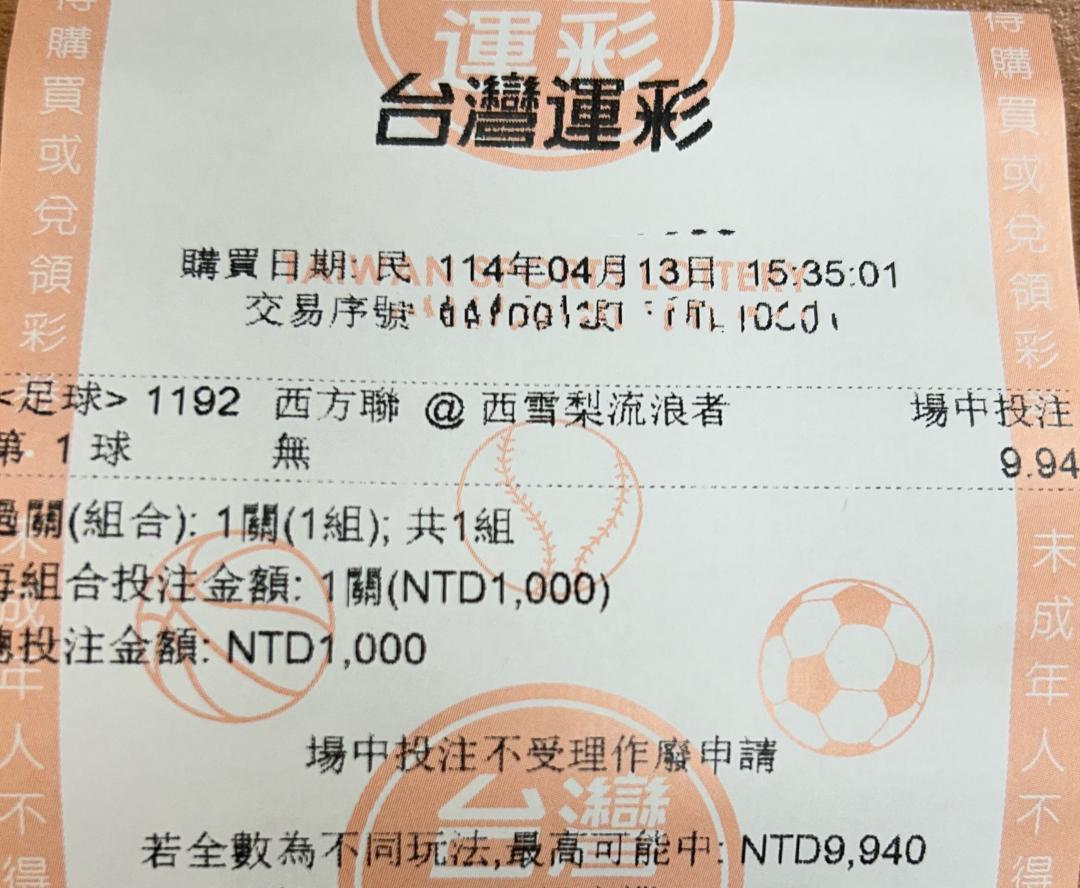 運彩
台灣運彩
購買日期: 民 114年04月13日 15:35:01
TAIWAN SPORTS LOTTERY
交易序號
<足球> 1192 西方聯 @ 西雪梨流浪者 場中投注
第 1 球 無 9.94
過關(組合): 1關(1組); 共1組
每組合投注金額: 1關(NTD1,000)
總投注金額: NTD1,000
場中投注不受理作廢申請
台灣
若全數為不同玩法,最高可能中: NTD9,940
得購買或兌領彩
未成年人不得
得購買或兌領彩
未成年人不得